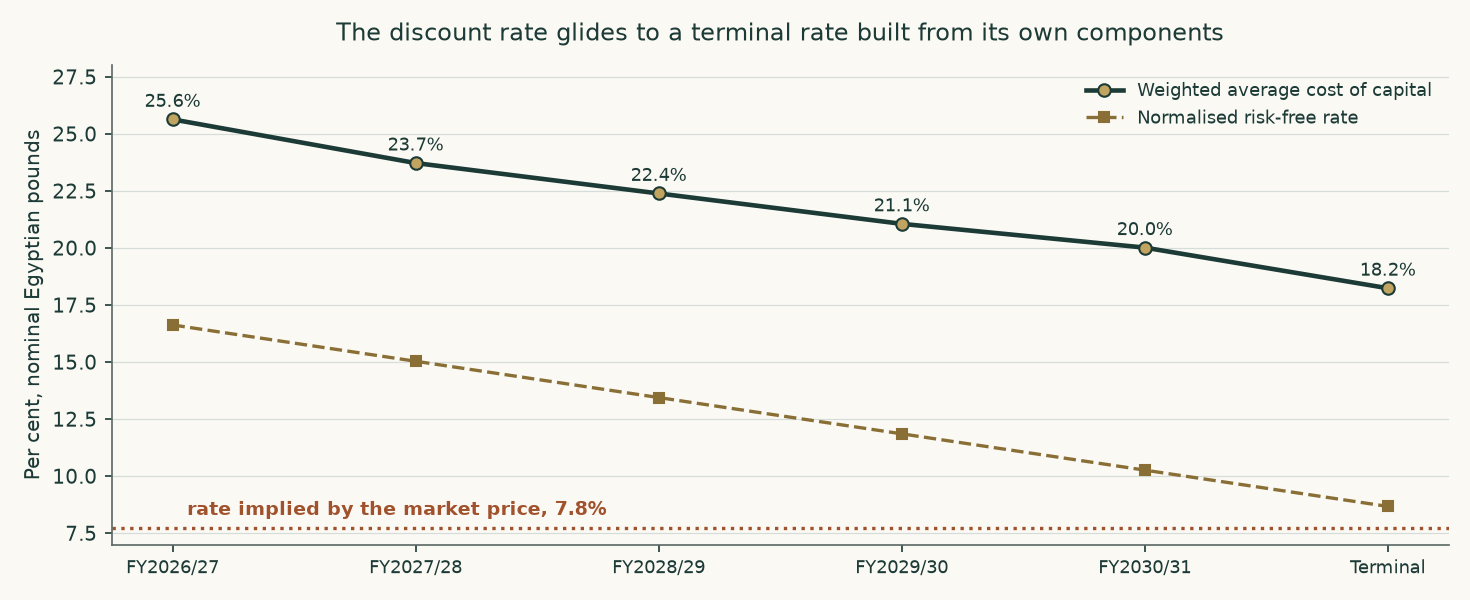 The discount rate glides to a terminal rate built from its own components
Per cent, nominal Egyptian pounds
27.5
25.0
22.5
20.0
17.5
15.0
12.5
10.0
7.5
Weighted average cost of capital
Normalised risk-free rate
25.6%
23.7%
22.4%
21.1%
20.0%
18.2%
rate implied by the market price, 7.8%
FY2026/27
FY2027/28
FY2028/29
FY2029/30
FY2030/31
Terminal